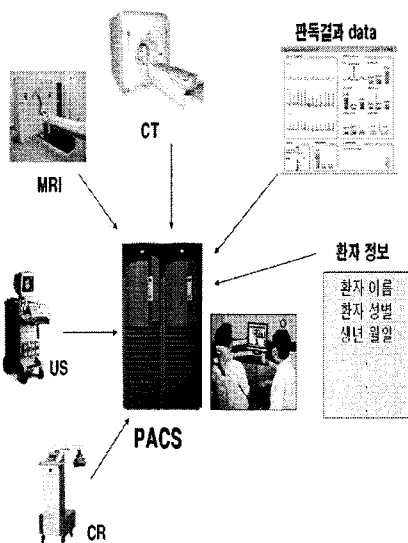 판독결과 data
CT
MRI
환자 정보
환자 이름
환자 성별
생년 월일
.
.
.
US
PACS
CR